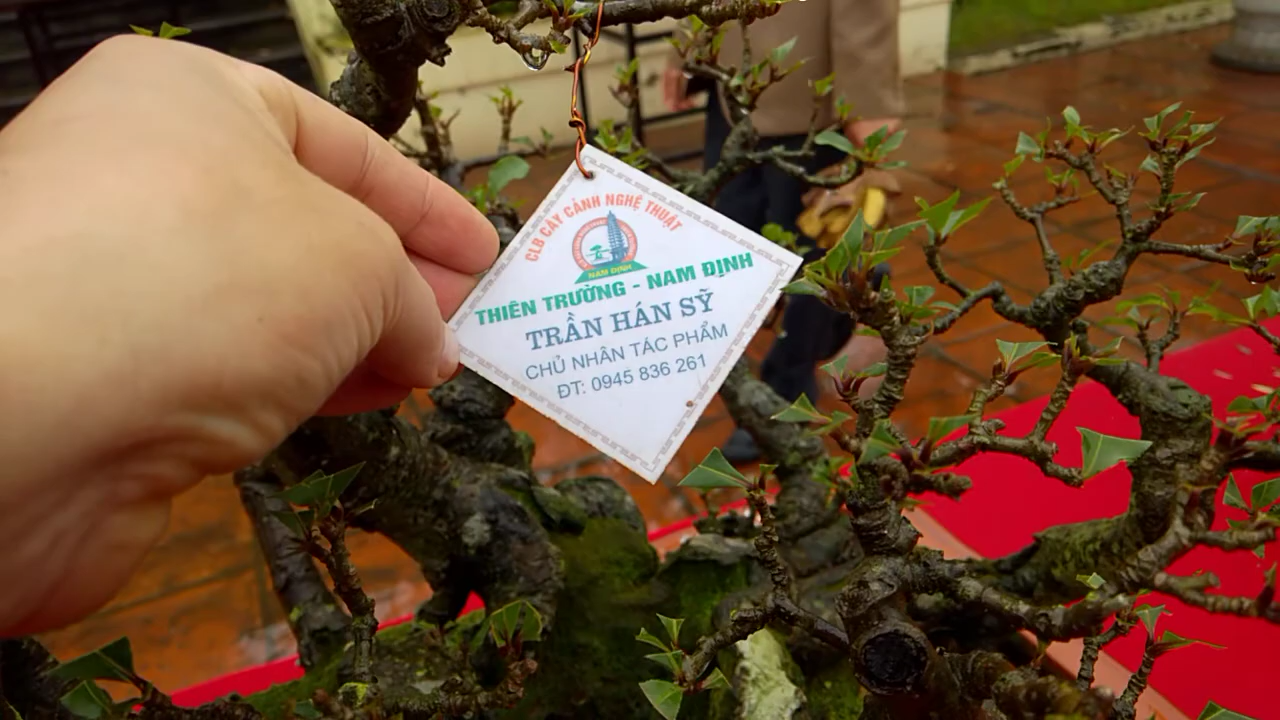 CLB CÂY CẢNH NGHỆ THUẬT
NAM ĐỊNH
THIÊN TRƯỜNG - NAM ĐỊNH
TRẦN HÁN SỸ
CHỦ NHÂN TÁC PHẨM
ĐT: 0945 836 261